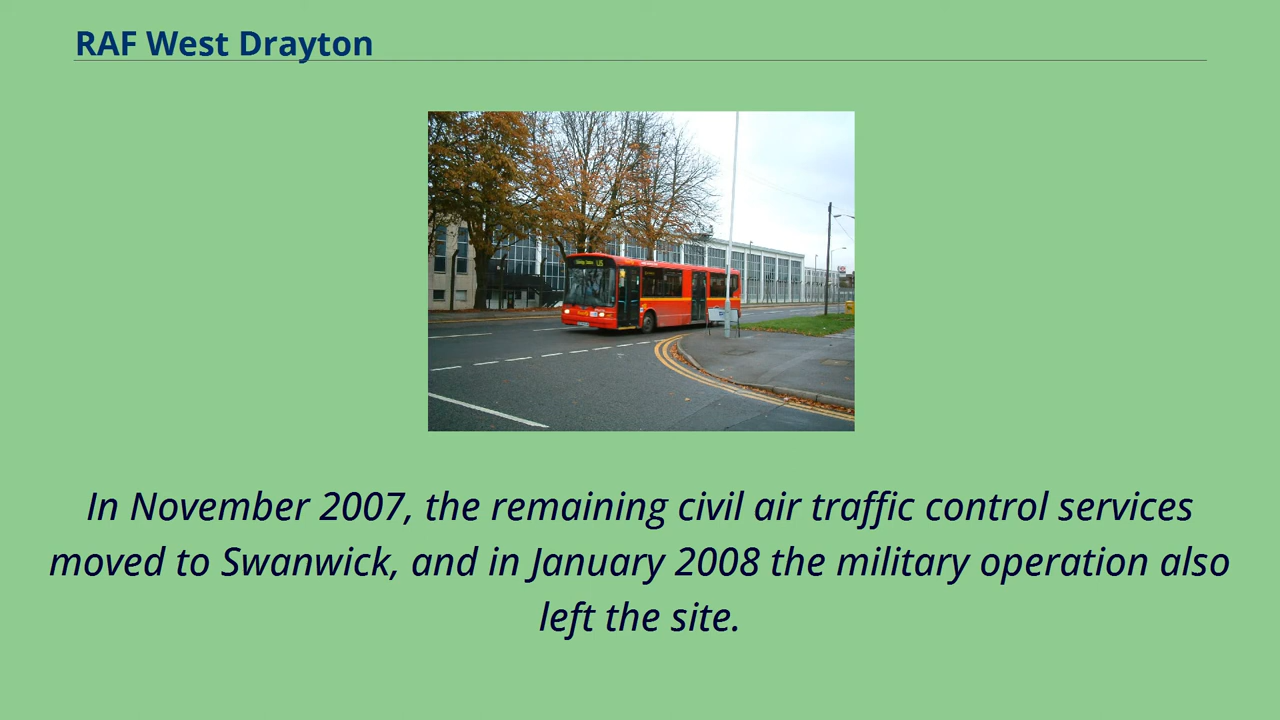 RAF West Drayton
In November 2007, the remaining civil air traffic control services
moved to Swanwick, and in January 2008 the military operation also
left the site.